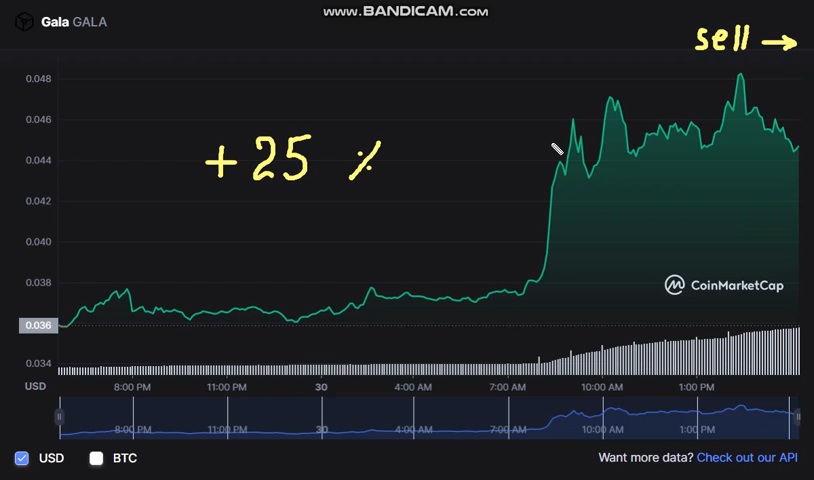 www.BANDICAM.com
Gala GALA
sell →
0.048
0.046
+25 %
0.044
0.042
0.040
0.038
CoinMarketCap
0.036
0.034
USD 8:00 PM 11:00 PM 30 4:00 AM 7:00 AM 10:00 AM 1:00 PM
8:00 PM 11:00 PM 30 4:00 AM 7:00 AM 10:00 AM 1:00 PM
USD BTC Want more data? Check out our API